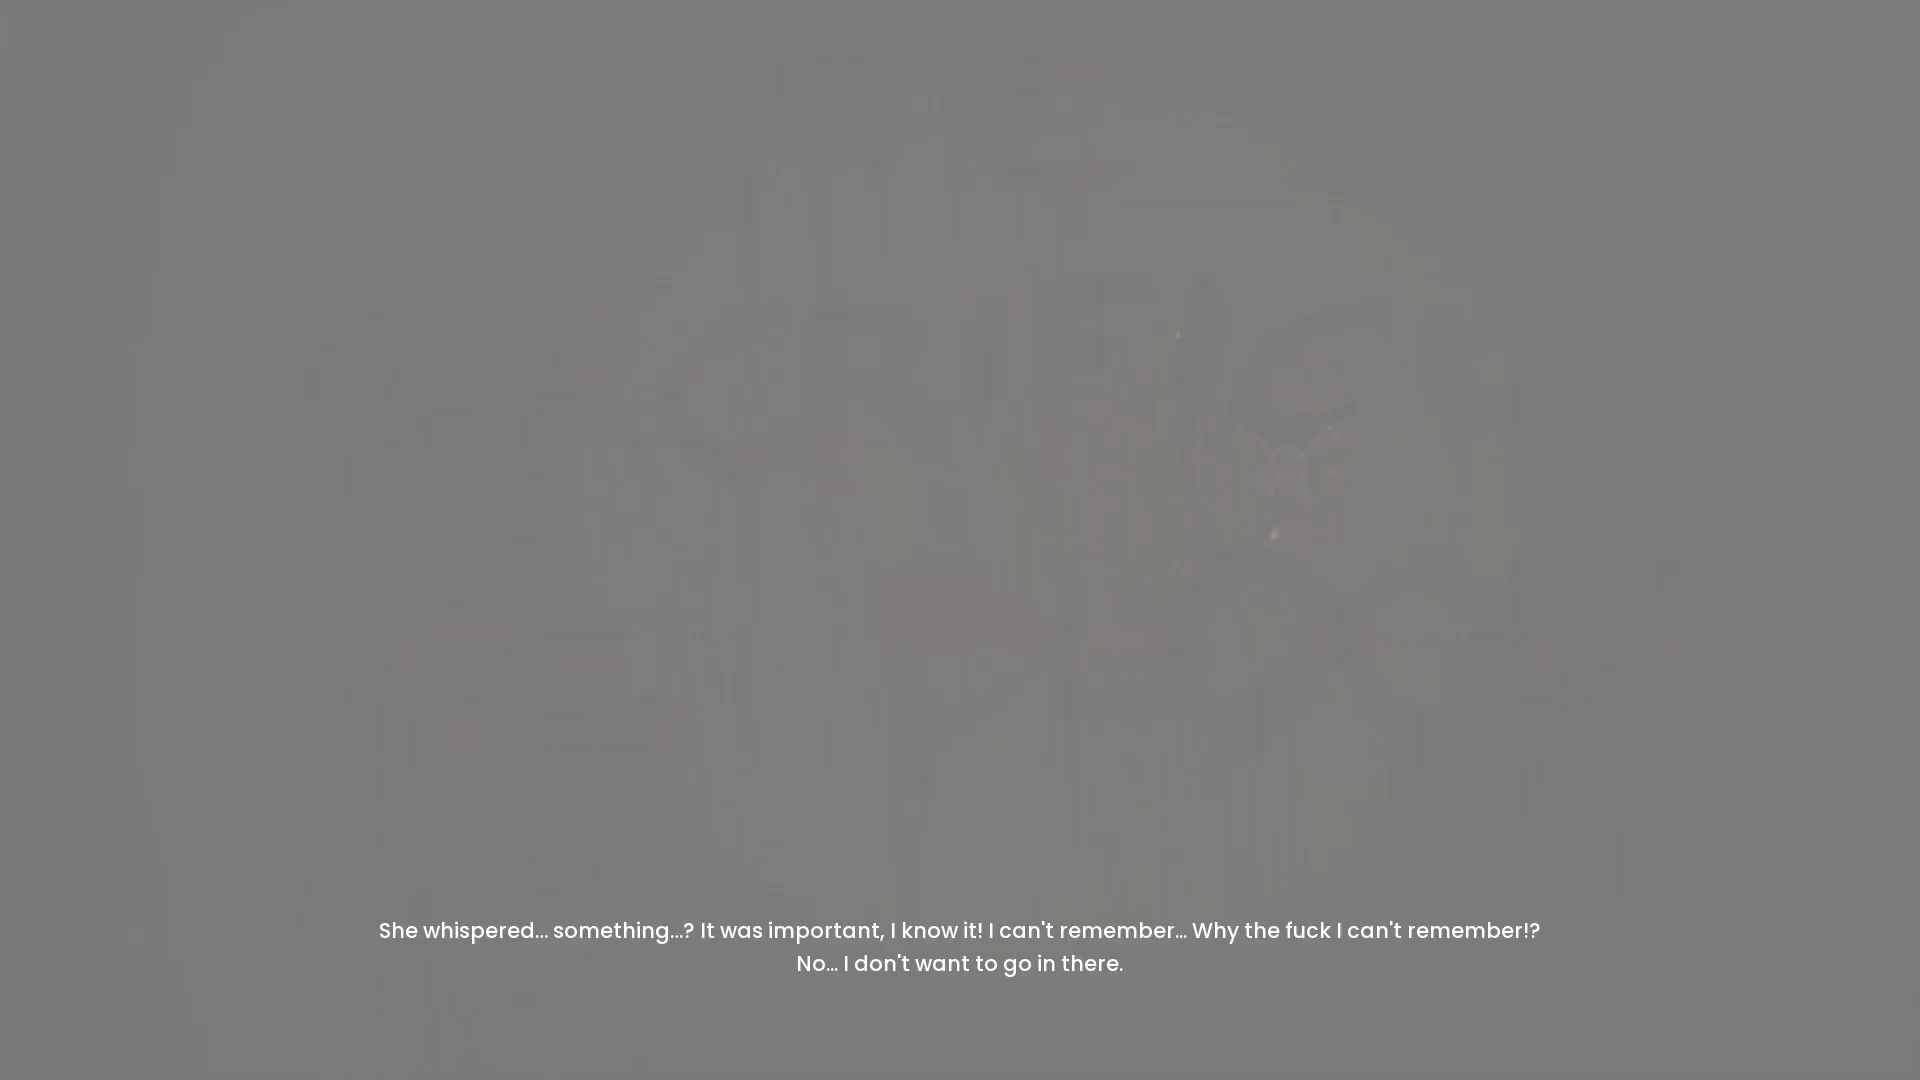 She whispered... something...? It was important, I know it! I can't remember... Why the fuck I can't remember!?
No... I don't want to go in there.